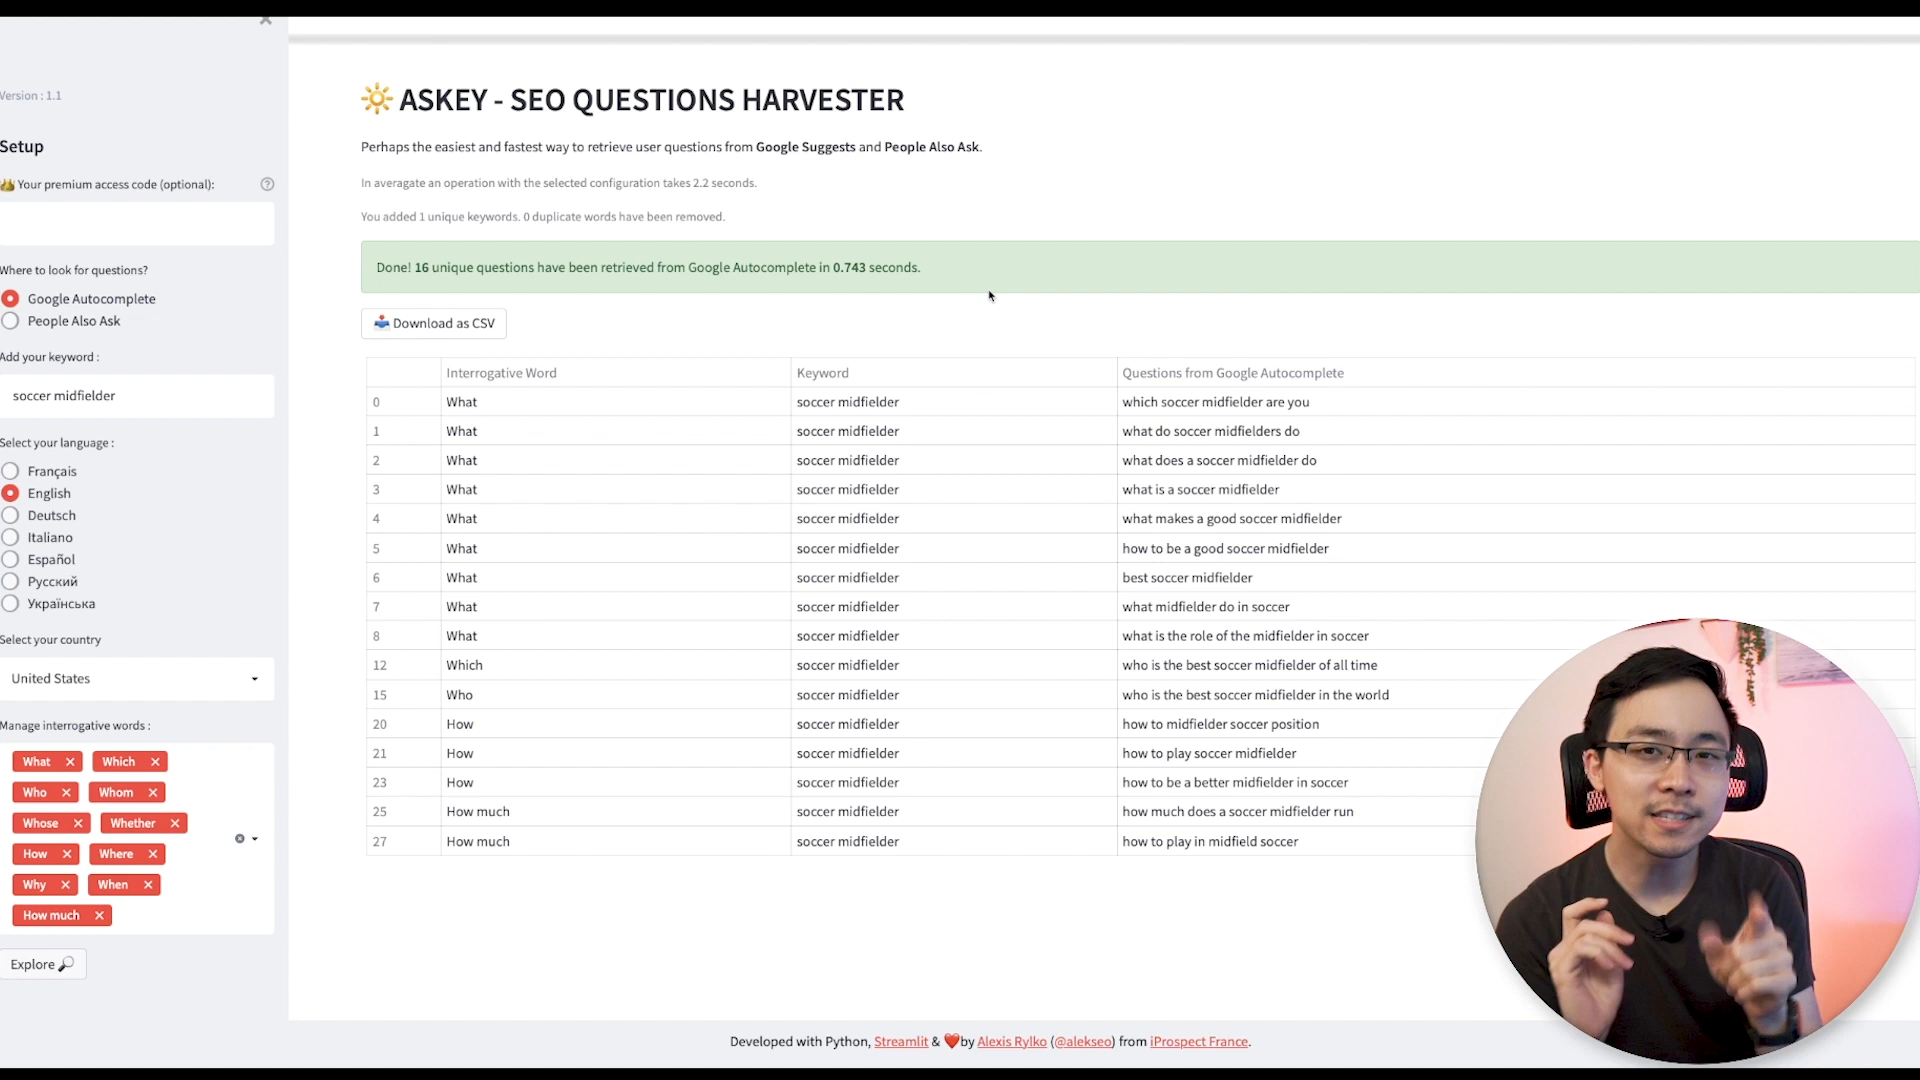 Version : 1.1
Setup
Your premium access code (optional):
?
Where to look for questions?
Google Autocomplete
People Also Ask
Add your keyword :
soccer midfielder
Select your language :
Français
English
Deutsch
Italiano
Español
Русский
Українська
Select your country
United States
Manage interrogative words :
What Which
Who Whom
Whose Whether
How Where
Why When
How much
Explore
ASKEY - SEO QUESTIONS HARVESTER
Perhaps the easiest and fastest way to retrieve user questions from Google Suggests and People Also Ask.
In averagate an operation with the selected configuration takes 2.2 seconds.
You added 1 unique keywords. 0 duplicate words have been removed.
Done! 16 unique questions have been retrieved from Google Autocomplete in 0.743 seconds.
Download as CSV
Interrogative Word Keyword Questions from Google Autocomplete
0 What soccer midfielder which soccer midfielder are you
1 What soccer midfielder what do soccer midfielders do
2 What soccer midfielder what does a soccer midfielder do
3 What soccer midfielder what is a soccer midfielder
4 What soccer midfielder what makes a good soccer midfielder
5 What soccer midfielder how to be a good soccer midfielder
6 What soccer midfielder best soccer midfielder
7 What soccer midfielder what midfielder do in soccer
8 What soccer midfielder what is the role of the midfielder in soccer
12 Which soccer midfielder who is the best soccer midfielder of all time
15 Who soccer midfielder who is the best soccer midfielder in the world
20 How soccer midfielder how to midfielder soccer position
21 How soccer midfielder how to play soccer midfielder
23 How soccer midfielder how to be a better midfielder in soccer
25 How much soccer midfielder how much does a soccer midfielder run
27 How much soccer midfielder how to play in midfield soccer
Developed with Python, Streamlit & ❤️by Alexis Rylko (@alekseo) from iProspect France.